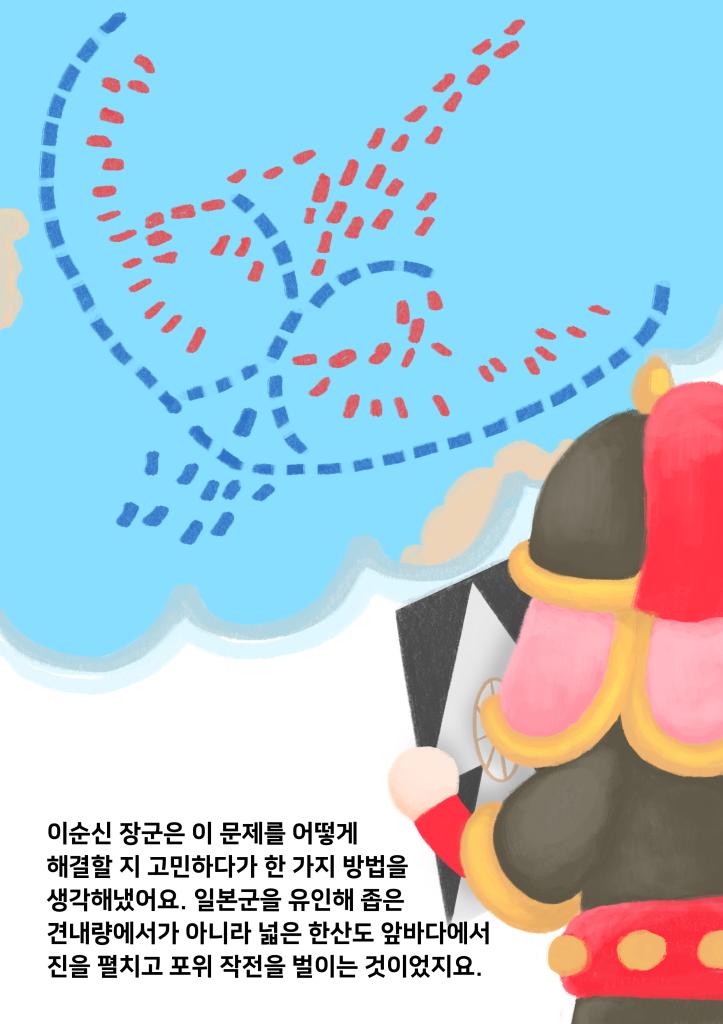 이순신 장군은 이 문제를 어떻게
해결할 지 고민하다가 한 가지 방법을
생각해냈어요. 일본군을 유인해 좁은
견내량에서가 아니라 넓은 한산도 앞바다에서
진을 펼치고 포위 작전을 벌이는 것이었지요.